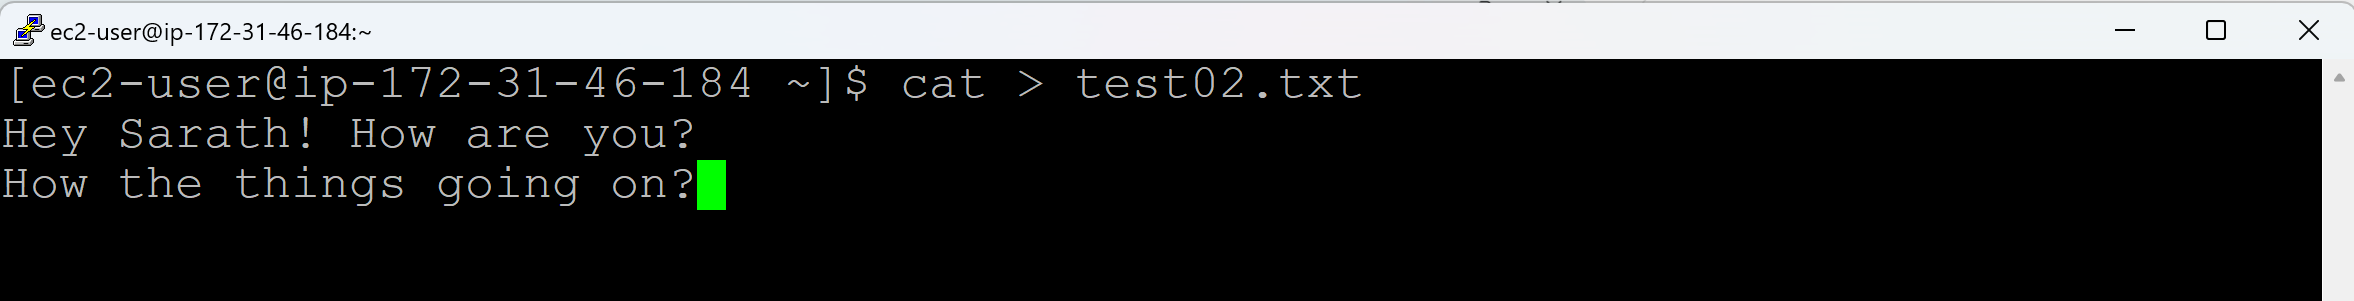 ec2-user@ip-172-31-46-184:~
[ec2-user@ip-172-31-46-184 ~]$ cat > test02.txt
Hey Sarath! How are you?
How the things going on?